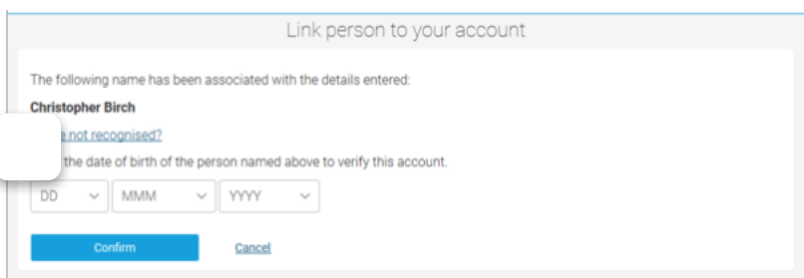 Link person to your account
The following name has been associated with the details entered:
Christopher Birch
not recognised?
the date of birth of the person named above to verify this account.
DD MMM YYYY
Confirm Cancel